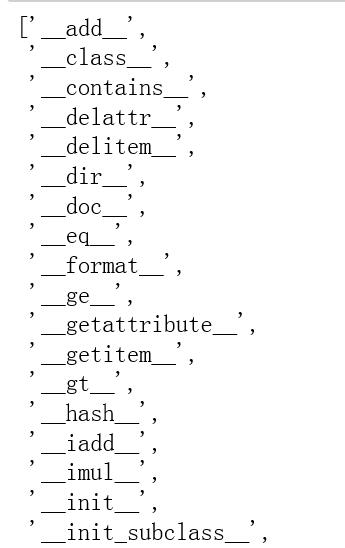 ['__add__',
'__class__',
'__contains__',
'__delattr__',
'__delitem__',
'__dir__',
'__doc__',
'__eq__',
'__format__',
'__ge__',
'__getattribute__',
'__getitem__',
'__gt__',
'__hash__',
'__iadd__',
'__imul__',
'__init__',
'__init_subclass__',